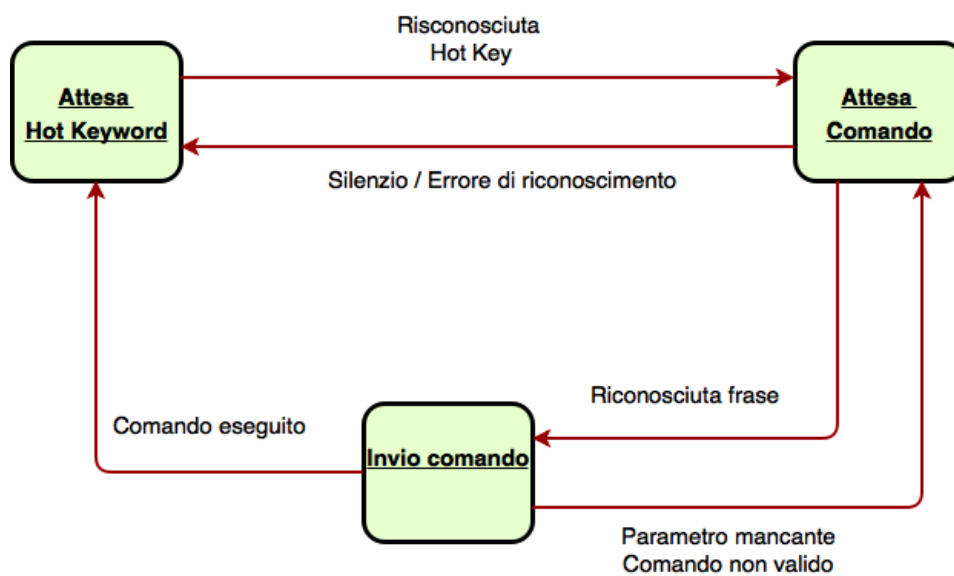 Risconosciuta
Hot Key
Attesa
Hot Keyword
Attesa
Comando
Silenzio / Errore di riconoscimento
Riconosciuta frase
Comando eseguito
Invio comando
Parametro mancante
Comando non valido